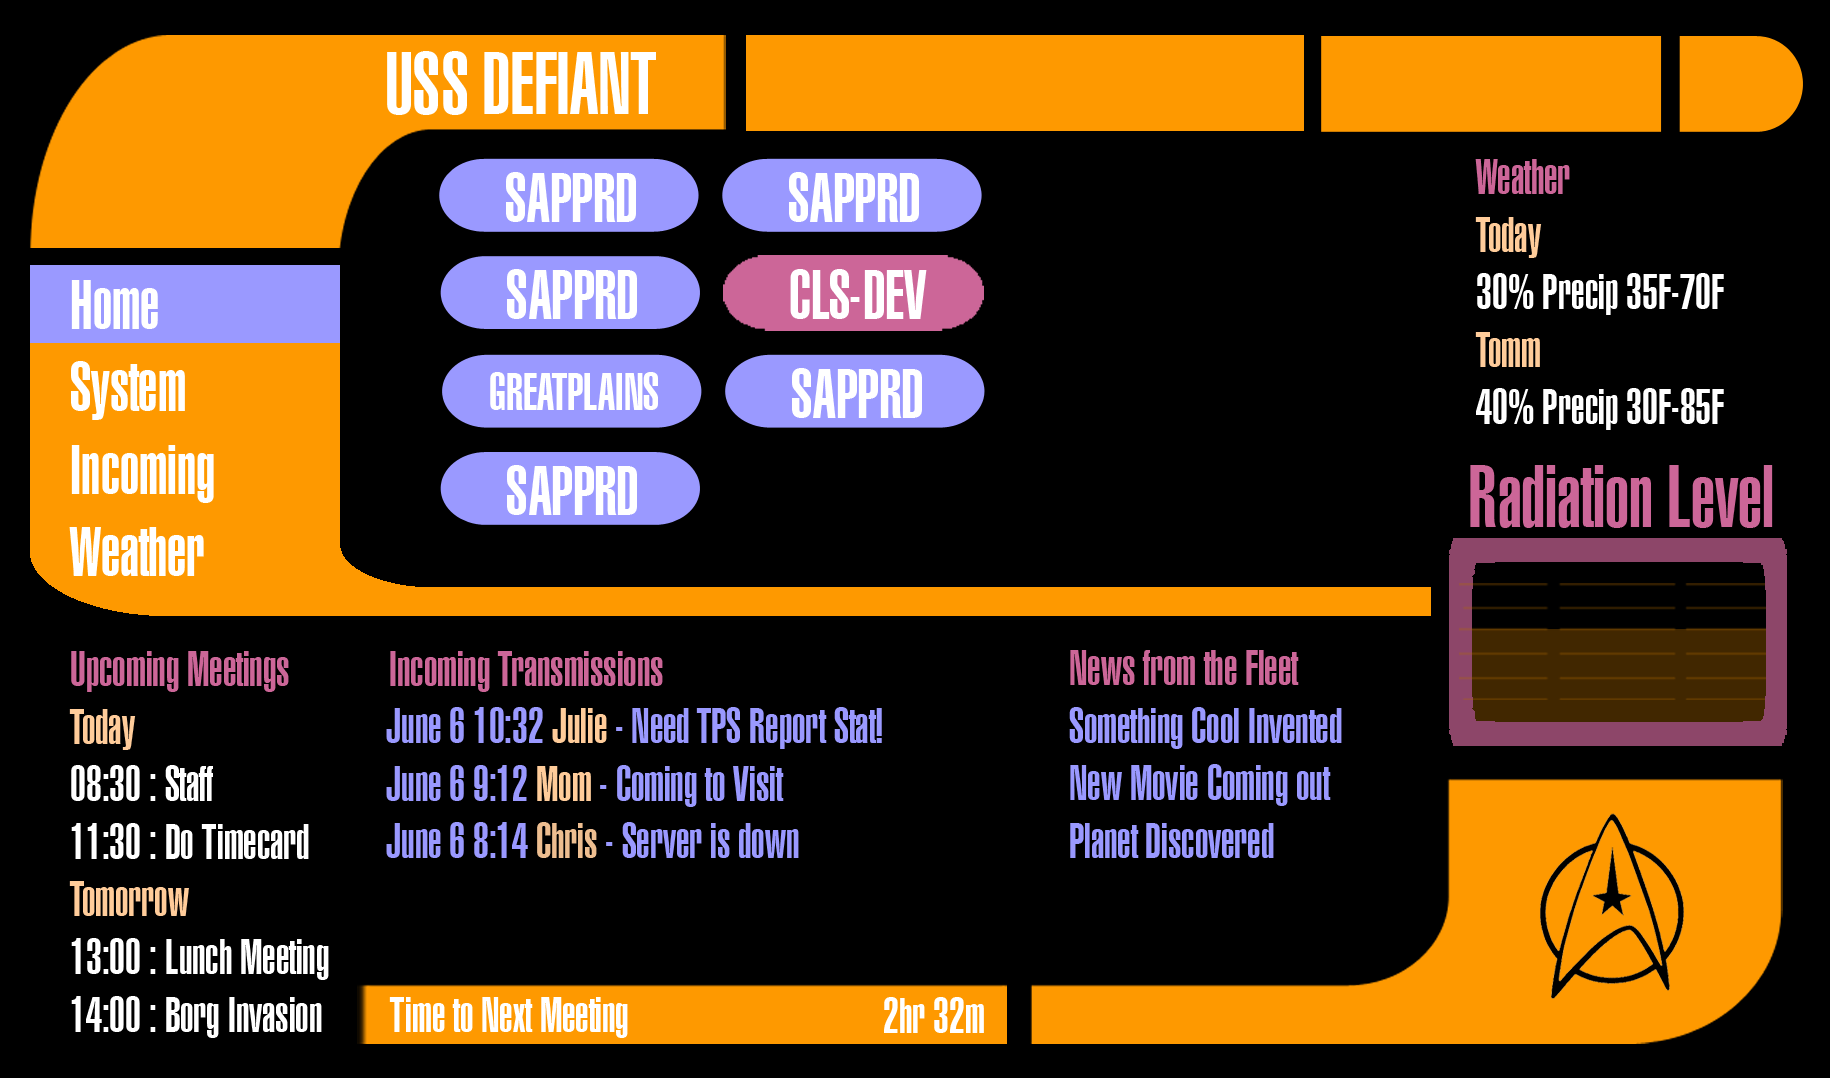 USS DEFIANT
SAPPRD SAPPRD
SAPPRD CLS-DEV
GREATPLAINS SAPPRD
SAPPRD
Home
System
Incoming
Weather
Weather
Today
30% Precip 35F-70F
Tomm
40% Precip 30F-85F
Radiation Level
Upcoming Meetings
Today
08:30 : Staff
11:30 : Do Timecard
Tomorrow
13:00 : Lunch Meeting
14:00 : Borg Invasion
Incoming Transmissions
June 6 10:32 Julie - Need TPS Report Stat!
June 6 9:12 Mom - Coming to Visit
June 6 8:14 Chris - Server is down
News from the Fleet
Something Cool Invented
New Movie Coming out
Planet Discovered
Time to Next Meeting 2hr 32m